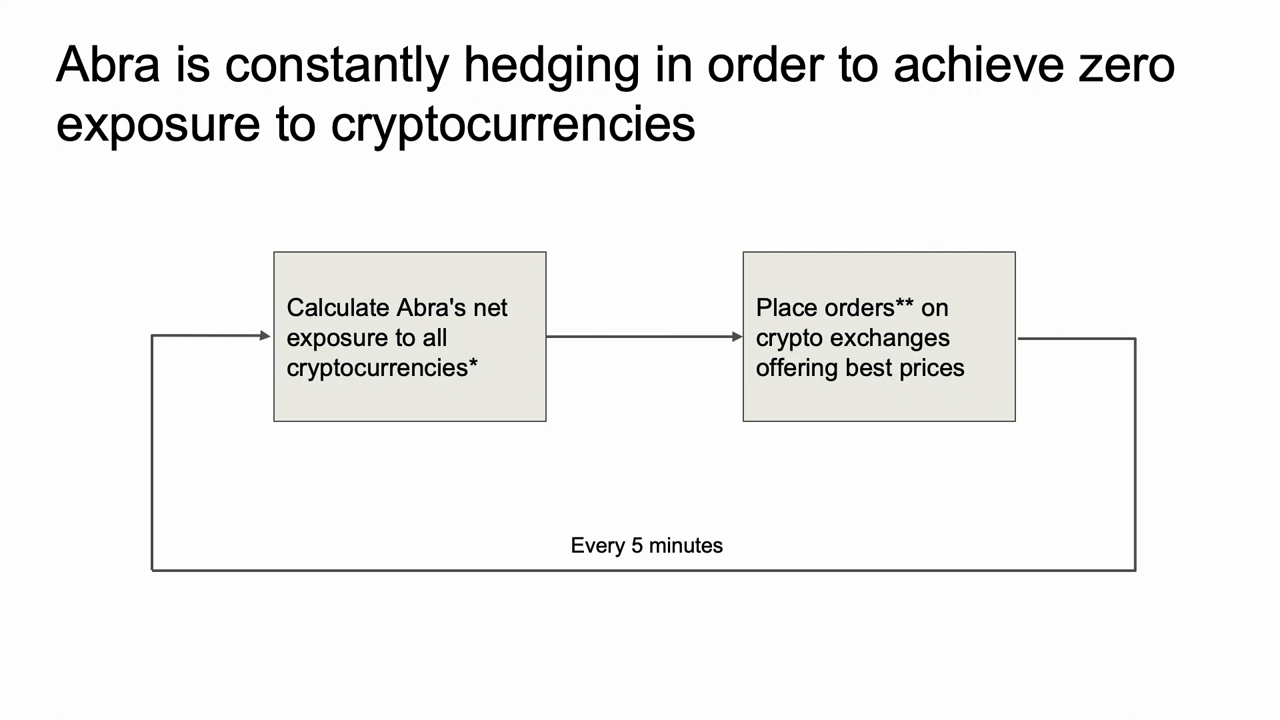 Abra is constantly hedging in order to achieve zero
exposure to cryptocurrencies
Calculate Abra's net
exposure to all
cryptocurrencies*
Place orders** on
crypto exchanges
offering best prices
Every 5 minutes